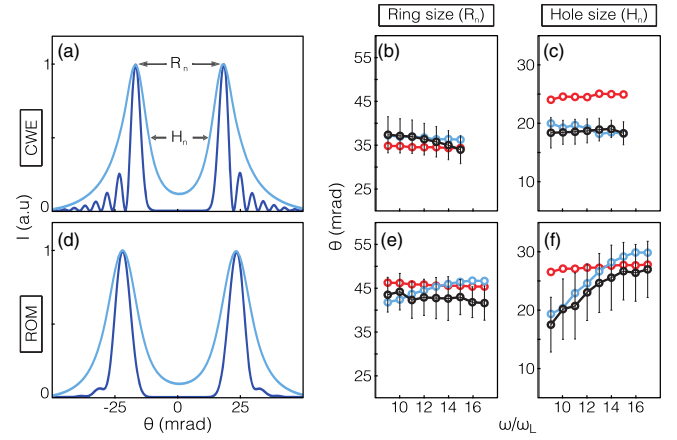 Ring size (Rn)
Hole size (Hn)
(a)
(b)
(c)
1
Rn
Hn
CWE
0
55
45
35
25
30
20
10
I (a.u)
θ (mrad)
(d)
(e)
(f)
1
ROM
0
55
45
35
20
30
20
10
0
-25 0 25
10 12 14 16
10 12 14 16
θ (mrad)
ω/ωL